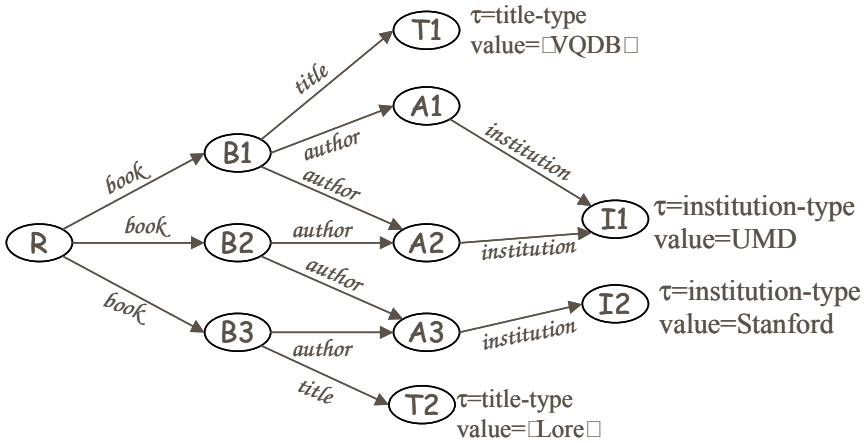 T1
τ=title-type
value=▯VQDB▯
title
A1
B1
author
institution
book
author
I1
τ=institution-type
value=UMD
R
book
B2
author
A2
institution
author
I2
τ=institution-type
value=Stanford
book
B3
author
A3
institution
title
T2
τ=title-type
value=▯Lore▯